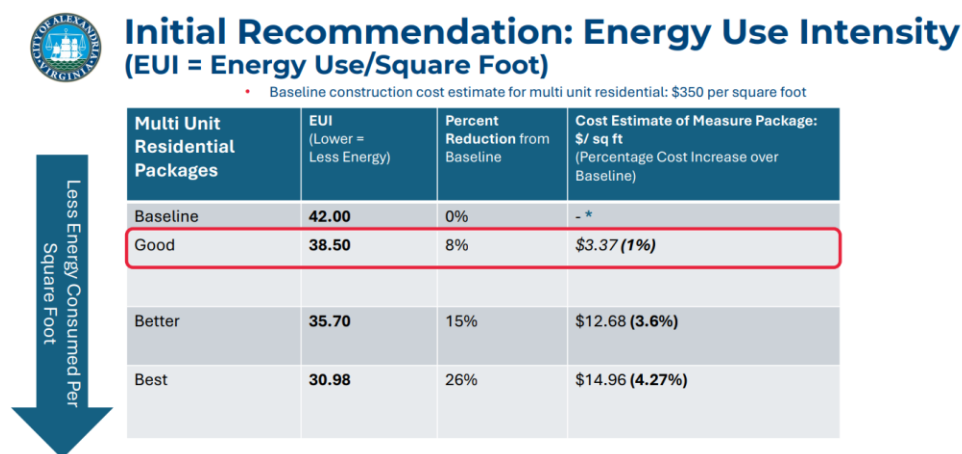 CITY OF ALEXANDRIA
VIRGINIA
Initial Recommendation: Energy Use Intensity
(EUI = Energy Use/Square Foot)
• Baseline construction cost estimate for multi unit residential: $350 per square foot
Multi Unit
Residential
Packages
EUI
(Lower =
Less Energy)
Percent
Reduction from
Baseline
Cost Estimate of Measure Package:
$/ sq ft
(Percentage Cost Increase over
Baseline)
Baseline 42.00 0% - *
Good 38.50 8% $3.37 (1%)
Better 35.70 15% $12.68 (3.6%)
Best 30.98 26% $14.96 (4.27%)
Less Energy Consumed Per
Square Foot